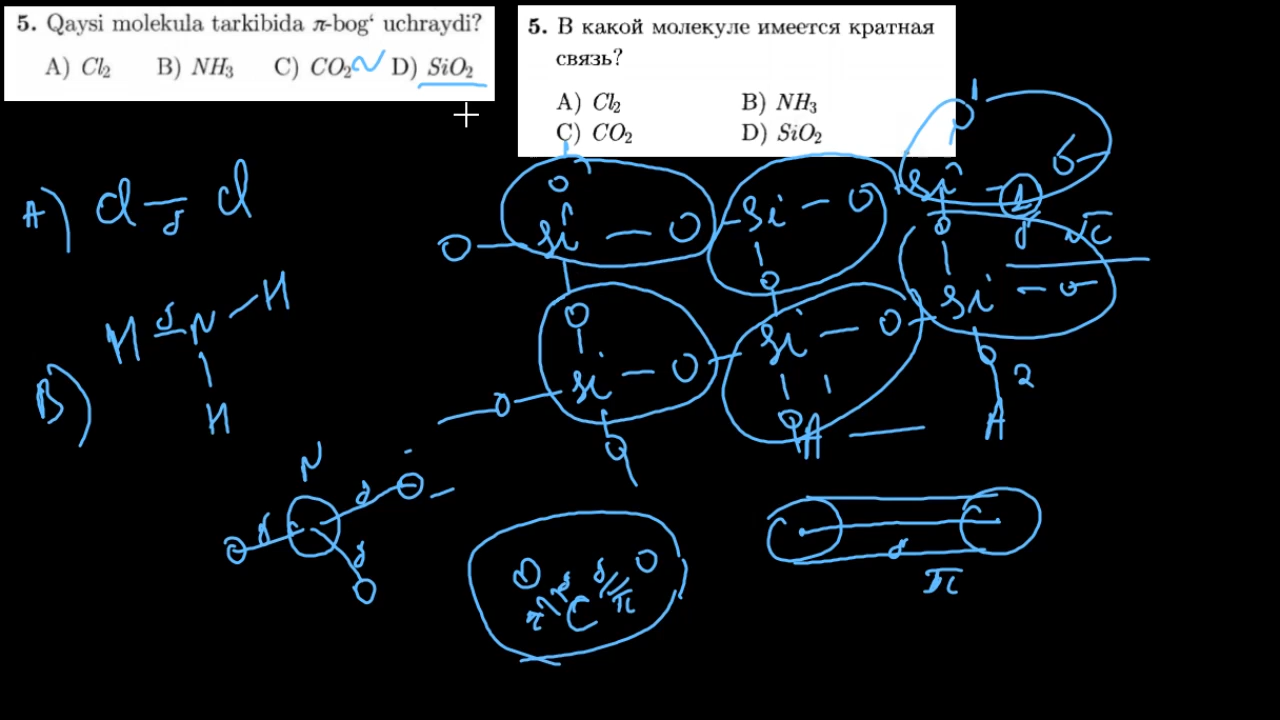 5. Qaysi molekula tarkibida π-bog‘ uchraydi?
A) Cl₂ B) NH₃ C) CO₂ D) SiO₂
5. В какой молекуле имеется кратная
связь?
A) Cl₂ B) NH₃
C) CO₂ D) SiO₂
A) Cl — Cl
O — Si — O — Si — O
Si
O
H — N — H
H
B)
O
Si — O — Si — O — Si — O
O
O
A — A
2
N
O C O
π π
C C
π